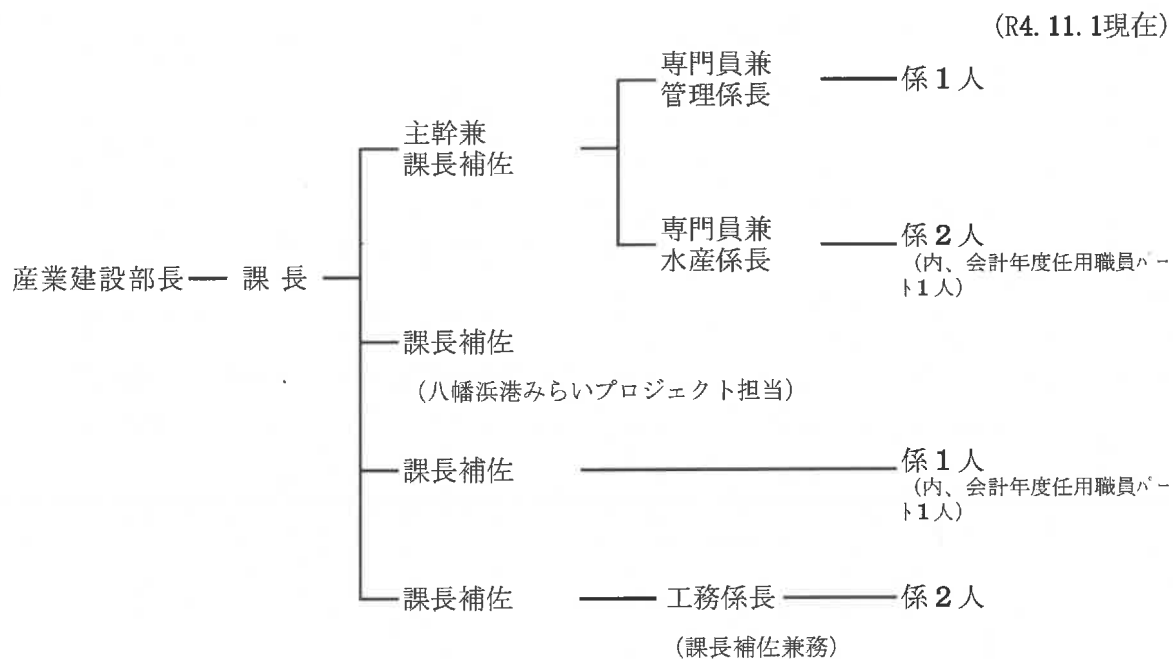 (R4.11.1現在)
専門員兼
管理係長
係1人
主幹兼
課長補佐
専門員兼
水産係長
係2人
(内、会計年度任用職員パー
ト1人)
産業建設部長
課長
課長補佐
(八幡浜港みらいプロジェクト担当)
課長補佐
係1人
(内、会計年度任用職員パー
ト1人)
課長補佐
工務係長
係2人
(課長補佐兼務)